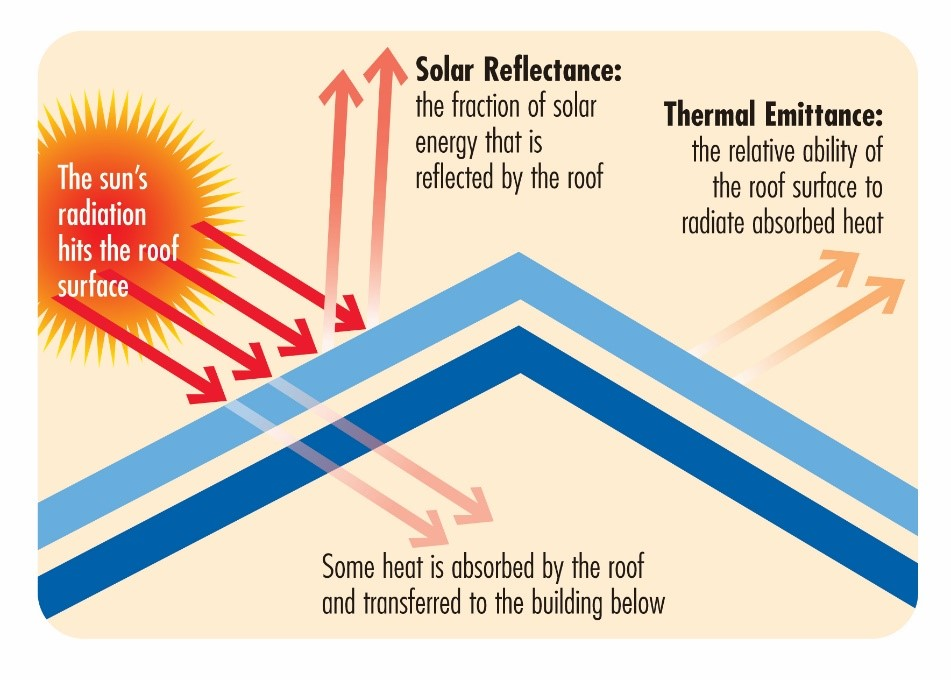 The sun's
radiation
hits the roof
surface
Solar Reflectance:
the fraction of solar
energy that is
reflected by the roof
Thermal Emittance:
the relative ability of
the roof surface to
radiate absorbed heat
Some heat is absorbed by the roof
and transferred to the building below